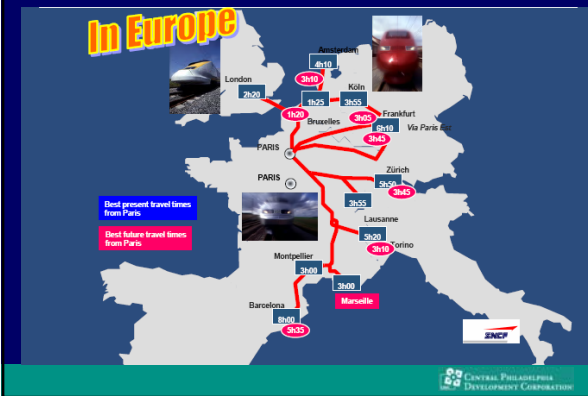 In Europe
Amsterdam
4h10
3h10
London
2h20
Köln
1h25
3h55
1h20
Bruxelles
3h05
Frankfurt
6h10
Via Paris Est
3h45
PARIS
PARIS
Zürich
5h50
3h45
3h55
Best present travel times
from Paris
Best future travel times
from Paris
Lausanne
5h20
Torino
3h10
Montpellier
3h00
3h00
Marseille
Barcelona
8h00
5h35
SNCF
CENTRAL PHILADELPHIA
DEVELOPMENT CORPORATION